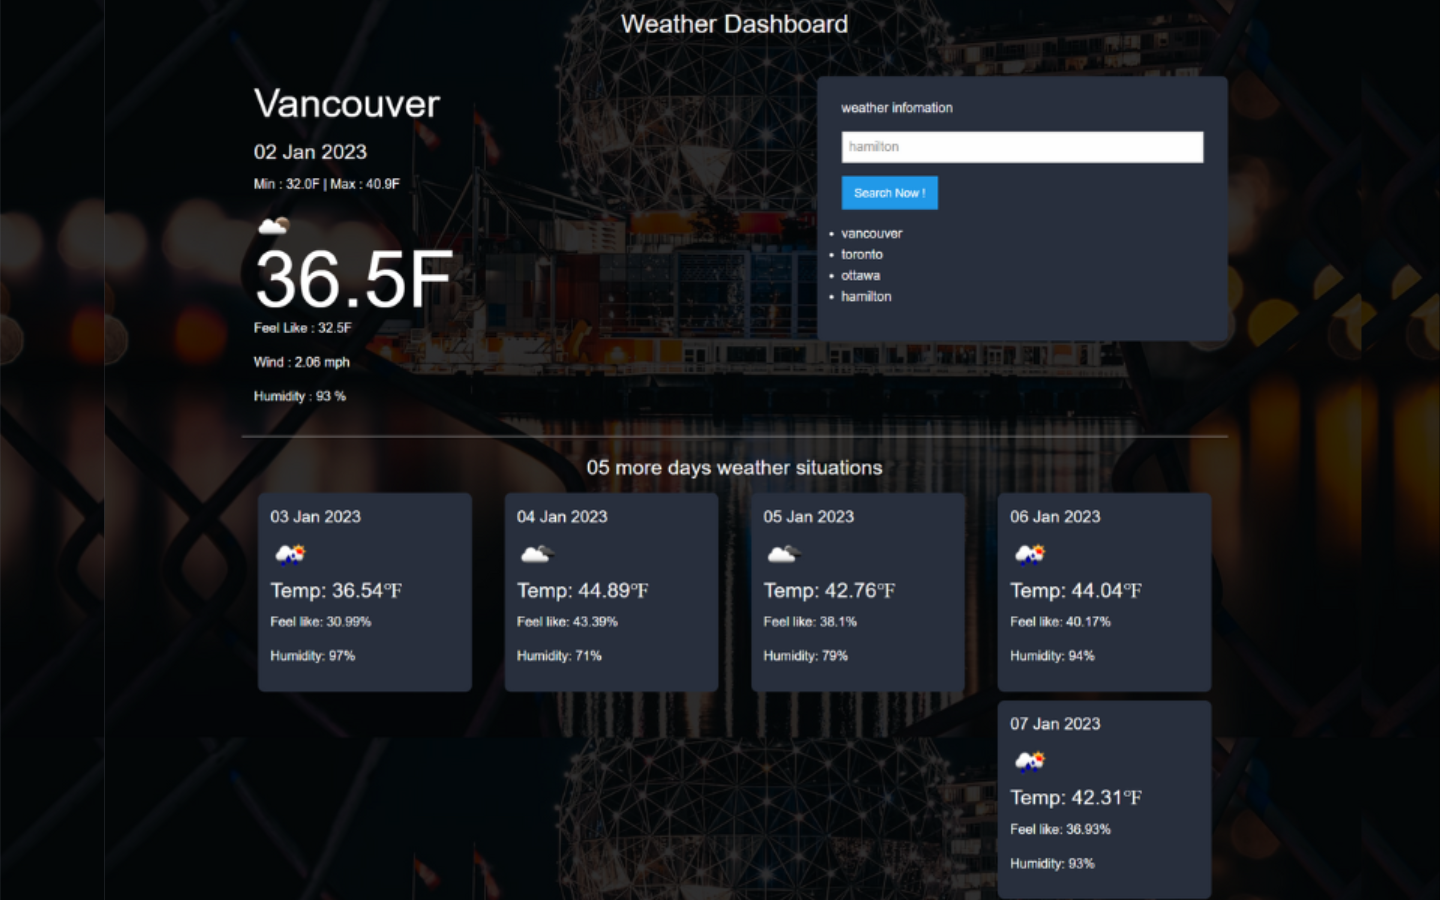 Weather Dashboard
Vancouver
02 Jan 2023
Min : 32.0F | Max : 40.9F
36.5F
Feel Like : 32.5F
Wind : 2.06 mph
Humidity : 93 %
weather infomation
hamilton
Search Now !
• vancouver
• toronto
• ottawa
• hamilton
05 more days weather situations
03 Jan 2023
Temp: 36.54°F
Feel like: 30.99%
Humidity: 97%
04 Jan 2023
Temp: 44.89°F
Feel like: 43.39%
Humidity: 71%
05 Jan 2023
Temp: 42.76°F
Feel like: 38.1%
Humidity: 79%
06 Jan 2023
Temp: 44.04°F
Feel like: 40.17%
Humidity: 94%
07 Jan 2023
Temp: 42.31°F
Feel like: 36.93%
Humidity: 93%